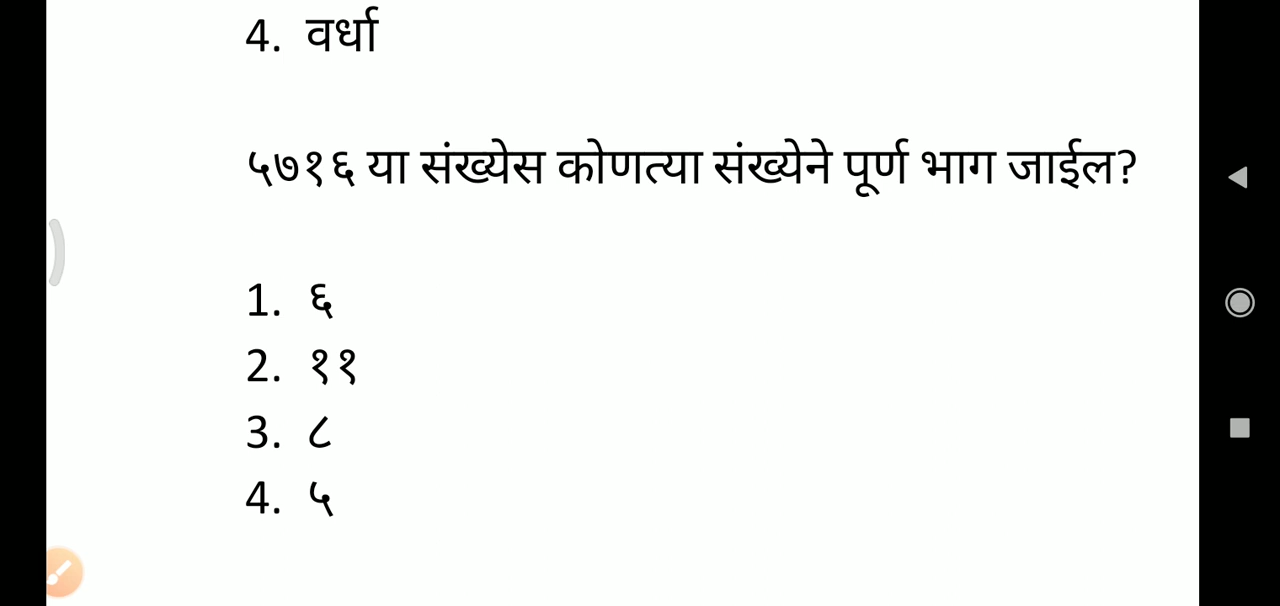 4. वर्धा
५७१६ या संख्येस कोणत्या संख्येने पूर्ण भाग जाईल?
1. ६
2. ११
3. ८
4. ५